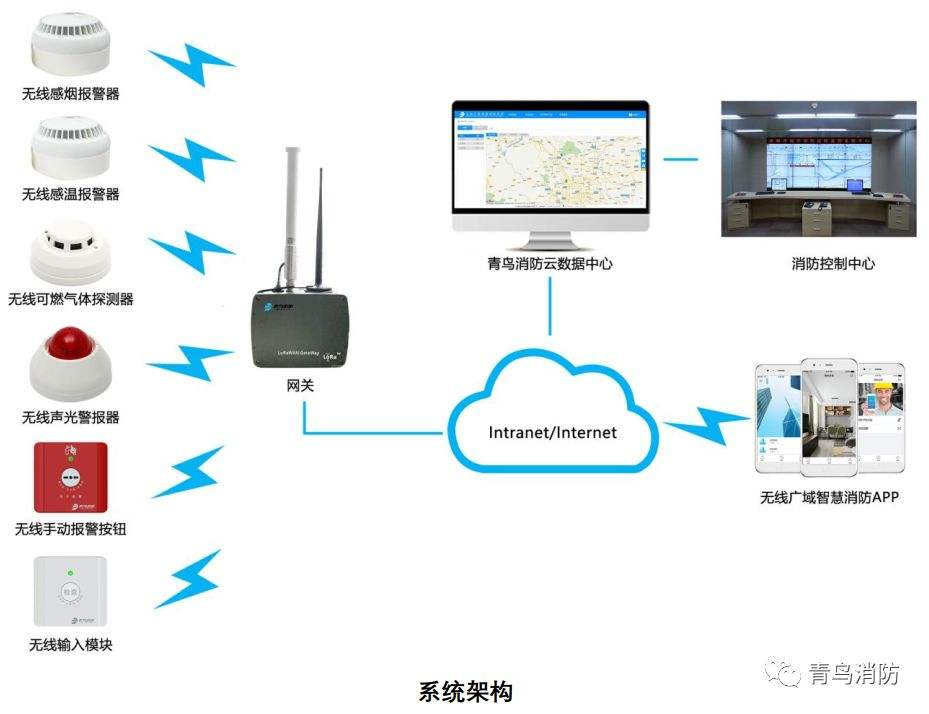 无线感烟报警器
无线感温报警器
无线可燃气体探测器
无线声光警报器
无线手动报警按钮
检查
无线输入模块
LoRaWAN GateWay
LoRa
网关
青鸟消防云数据中心
消防控制中心
Intranet/Internet
无线广域智慧消防APP
系统架构
青鸟消防